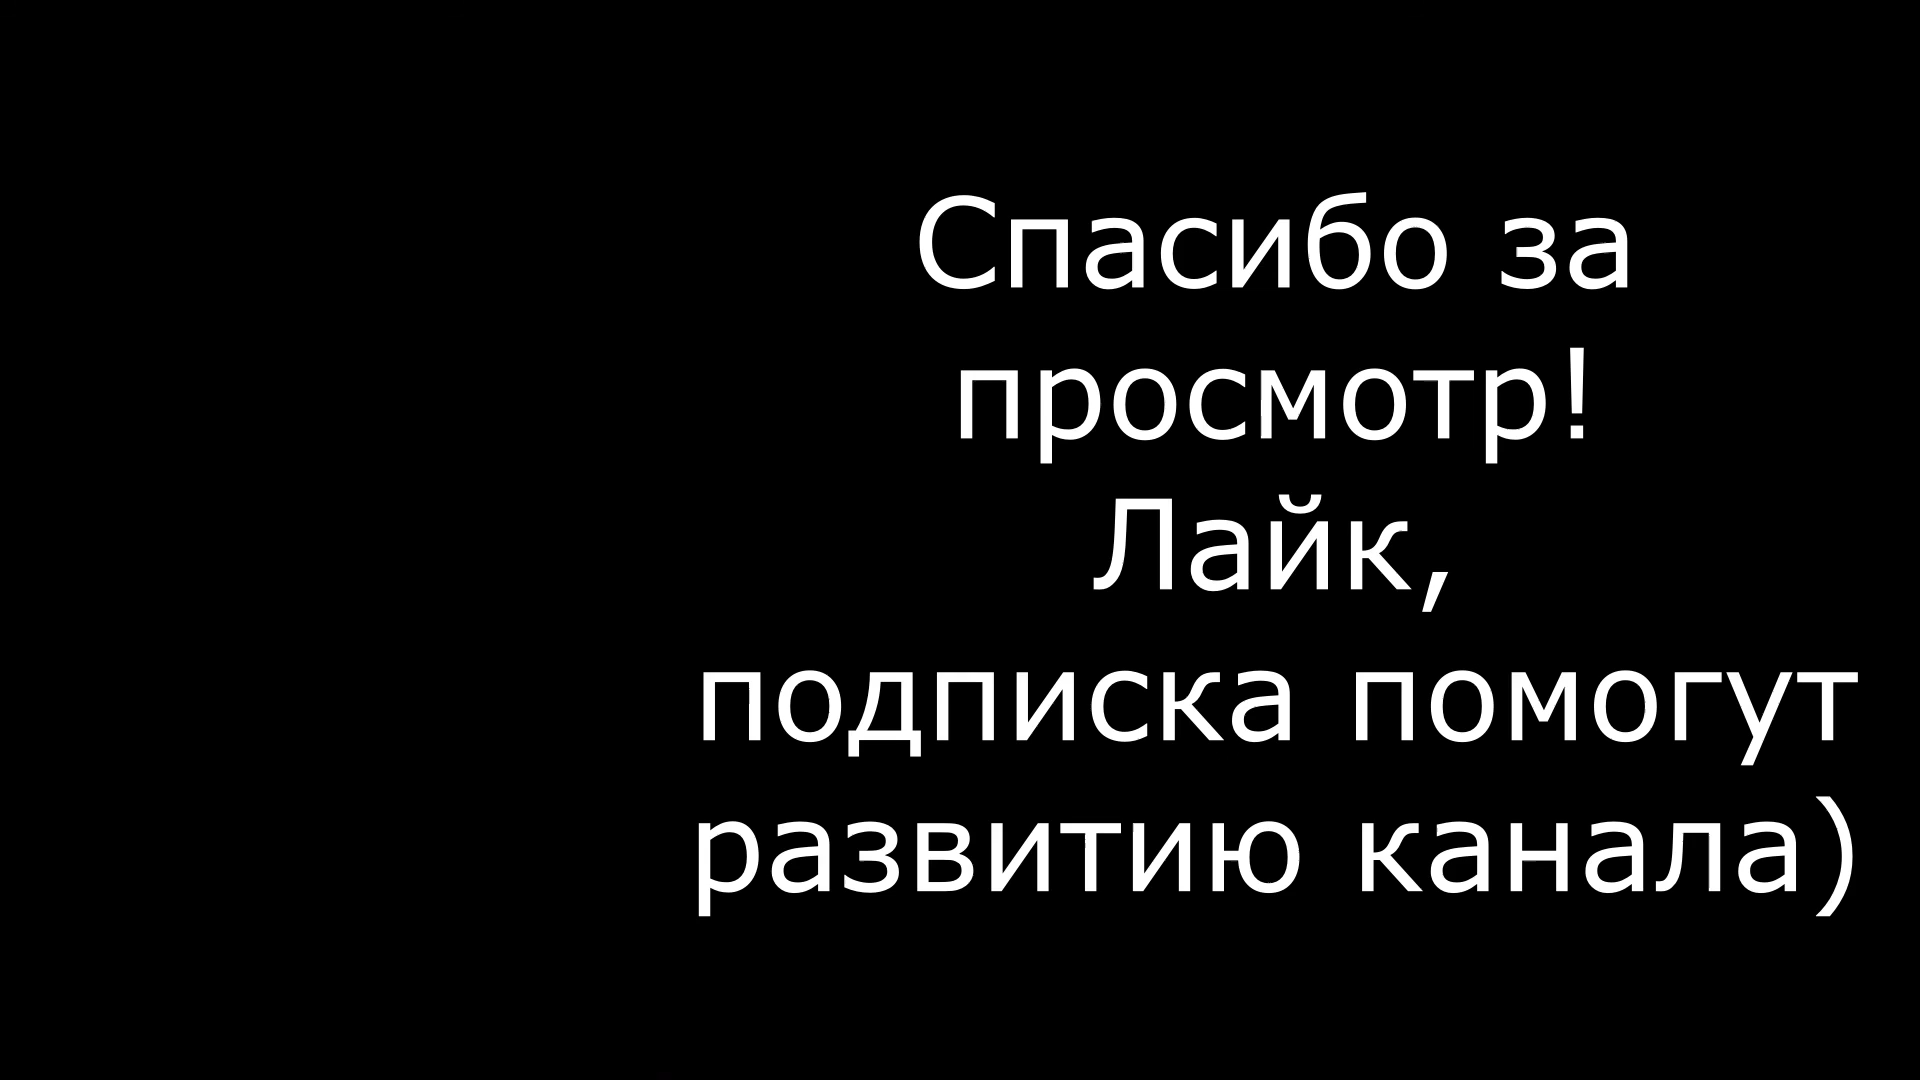 Спасибо за
просмотр!
Лайк,
подписка помогут
развитию канала)